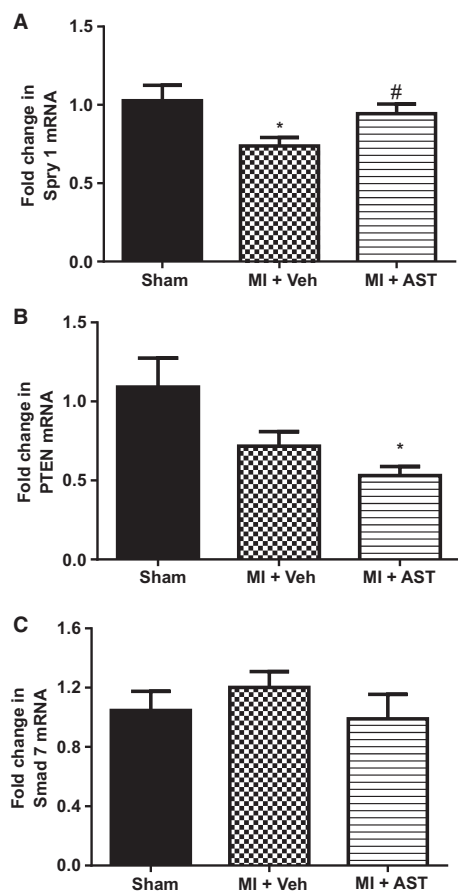 A
Fold change in
Spry 1 mRNA
1.5
1.0
0.5
0.0
*
#
Sham MI + Veh MI + AST
B
Fold change in
PTEN mRNA
1.5
1.0
0.5
0.0
*
Sham MI + Veh MI + AST
C
Fold change in
Smad 7 mRNA
1.6
1.2
0.8
0.4
0.0
Sham MI + Veh MI + AST